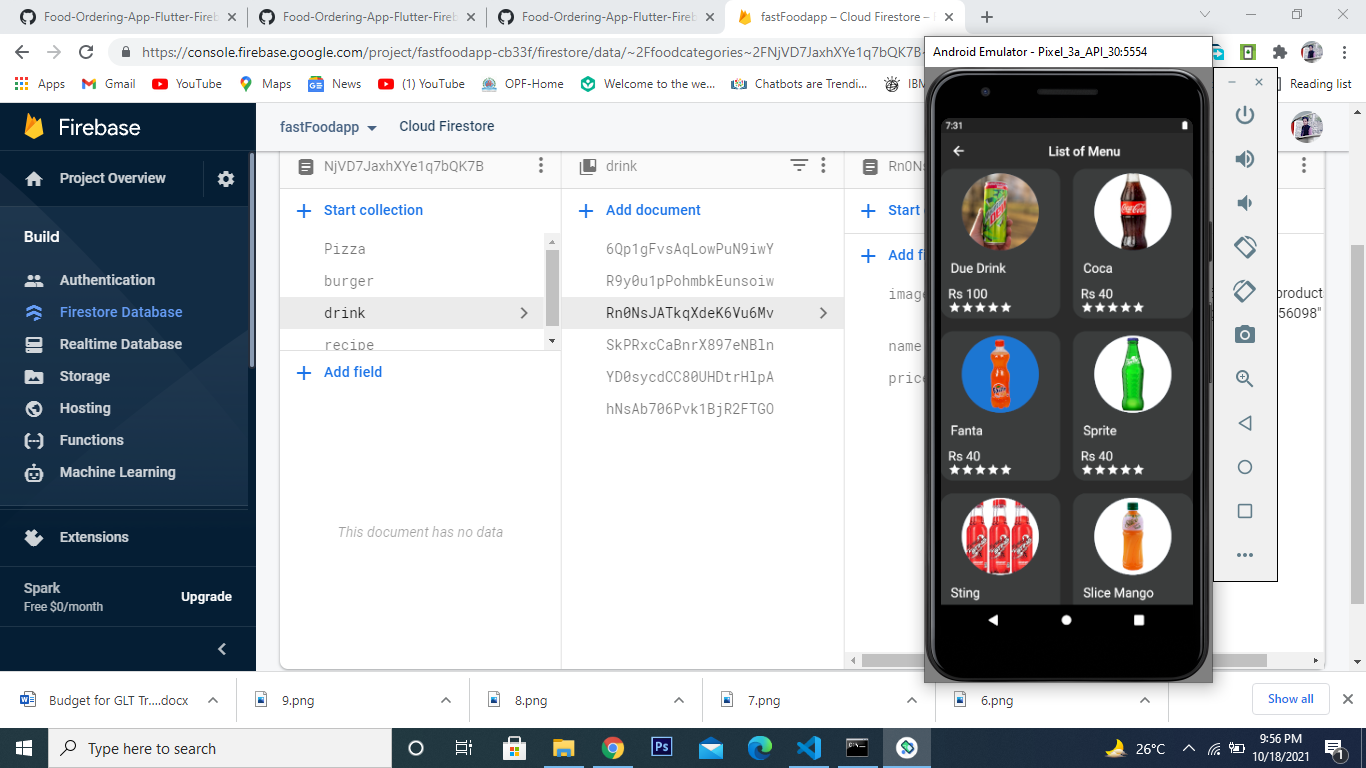 Food-Ordering-App-Flutter-Fireb
Food-Ordering-App-Flutter-Fireb
Food-Ordering-App-Flutter-Fireb
fastFoodapp – Cloud Firestore –
https://console.firebase.google.com/project/fastfoodapp-cb33f/firestore/data/~2Ffoodcategories~2FNjVD7JaxhXYe1q7bQK7B
Apps
Gmail
YouTube
Maps
News
(1) YouTube
OPF-Home
Welcome to the we...
Chatbots are Trendi...
IBM
Reading list
Firebase
Project Overview
Build
Authentication
Firestore Database
Realtime Database
Storage
Hosting
Functions
Machine Learning
Extensions
Spark
Free $0/month
Upgrade
fastFoodapp
Cloud Firestore
NjVD7JaxhXYe1q7bQK7B
Start collection
Pizza
burger
drink
recipe
Add field
This document has no data
drink
Add document
6Qp1gFvsAqLowPuN9iwY
R9y0u1pPohmbkEunsoiw
Rn0NsJATkqXdeK6Vu6Mv
SkPRxcCaBnrX897eNBln
YD0sycdCC80UHDtrHlpA
hNsAb706Pvk1BjR2FTGO
Rn0Ns
Start
Add fi
image
name
price
product
56098"
Android Emulator - Pixel_3a_API_30:5554
7:31
List of Menu
Due Drink
Rs 100
Coca
Rs 40
Fanta
Rs 40
Sprite
Rs 40
Sting
Slice Mango
Budget for GLT Tr....docx
9.png
8.png
7.png
6.png
Show all
Type here to search
Ps
26°C
9:56 PM
10/18/2021
1